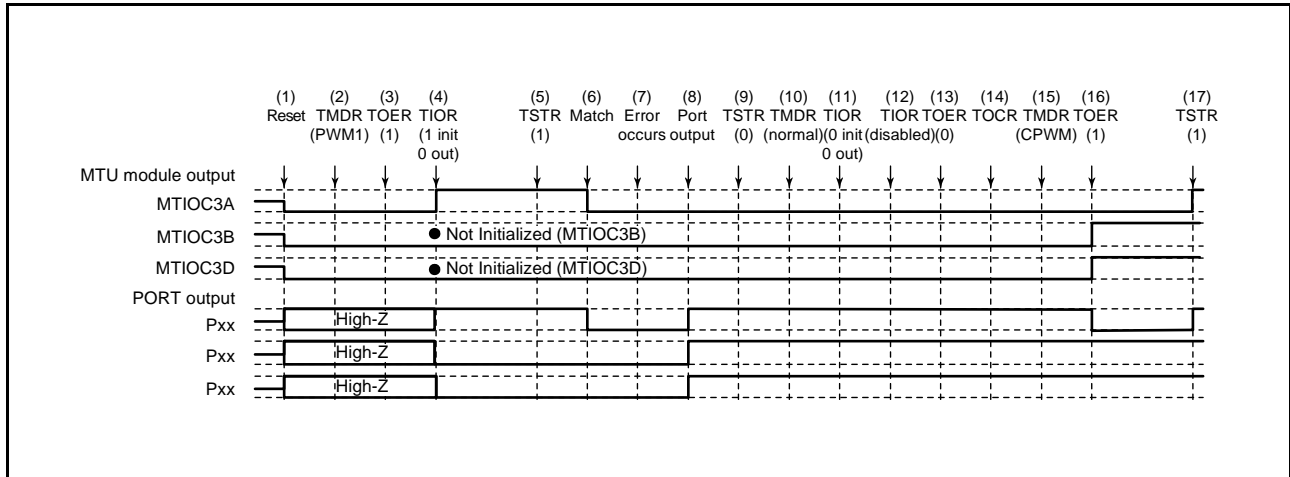 (1) (2) (3) (4) (5) (6) (7) (8) (9) (10) (11) (12) (13) (14) (15) (16) (17)
Reset TMDR TOER TIOR TSTR Match Error Port TSTR TMDR TIOR TIOR TOER TOCR TMDR TOER TSTR
(PWM1) (1) (1 init (1) occurs output (0) (normal) (0 init (disabled) (0) (CPWM) (1) (1)
0 out) 0 out)
MTU module output
MTIOC3A
MTIOC3B
● Not Initialized (MTIOC3B)
MTIOC3D
● Not Initialized (MTIOC3D)
PORT output
Pxx
High-Z
Pxx
High-Z
Pxx
High-Z